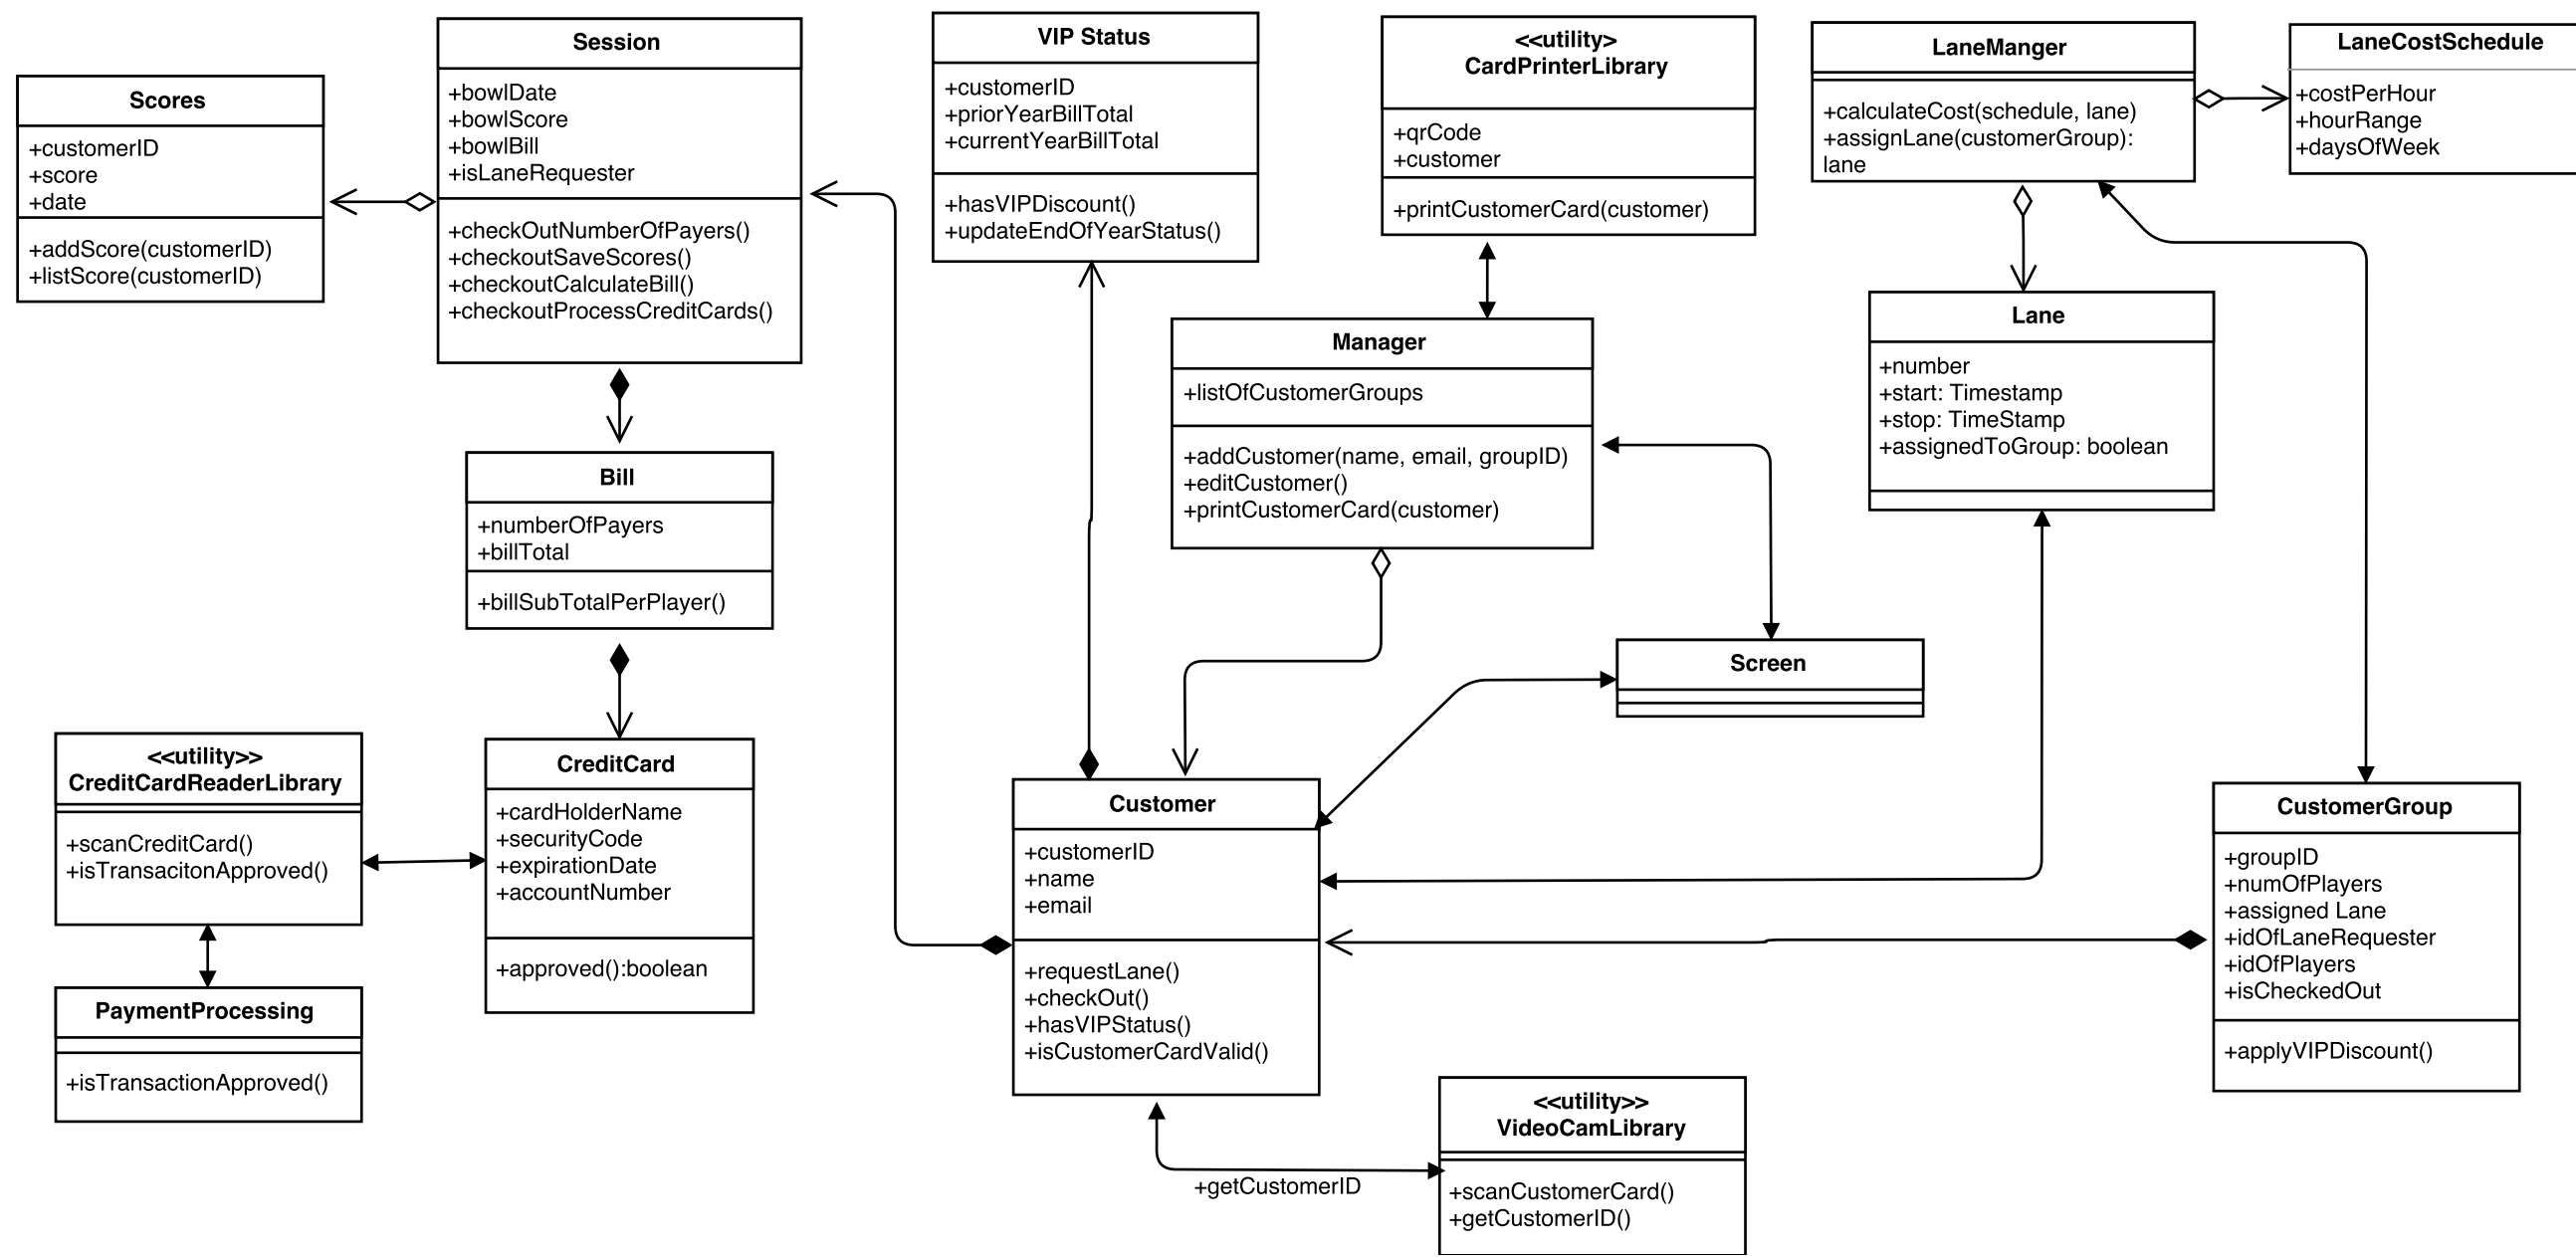 Session
+bowlDate
+bowlScore
+bowlBill
+isLaneRequester
+checkOutNumberOfPayers()
+checkoutSaveScores()
+checkoutCalculateBill()
+checkoutProcessCreditCards()
Scores
+customerID
+score
+date
+addScore(customerID)
+listScore(customerID)
VIP Status
+customerID
+priorYearBillTotal
+currentYearBillTotal
+hasVIPDiscount()
+updateEndOfYearStatus()
<<utility>
CardPrinterLibrary
+qrCode
+customer
+printCustomerCard(customer)
LaneManger
+calculateCost(schedule, lane)
+assignLane(customerGroup):
lane
LaneCostSchedule
+costPerHour
+hourRange
+daysOfWeek
Manager
+listOfCustomerGroups
+addCustomer(name, email, groupID)
+editCustomer()
+printCustomerCard(customer)
Lane
+number
+start: Timestamp
+stop: TimeStamp
+assignedToGroup: boolean
Bill
+numberOfPayers
+billTotal
+billSubTotalPerPlayer()
Screen
<<utility>>
CreditCardReaderLibrary
+scanCreditCard()
+isTransacitonApproved()
CreditCard
+cardHolderName
+securityCode
+expirationDate
+accountNumber
+approved():boolean
PaymentProcessing
+isTransactionApproved()
Customer
+customerID
+name
+email
+requestLane()
+checkOut()
+hasVIPStatus()
+isCustomerCardValid()
CustomerGroup
+groupID
+numOfPlayers
+assigned Lane
+idOfLaneRequester
+idOfPlayers
+isCheckedOut
+applyVIPDiscount()
+getCustomerID
<<utility>>
VideoCamLibrary
+scanCustomerCard()
+getCustomerID()